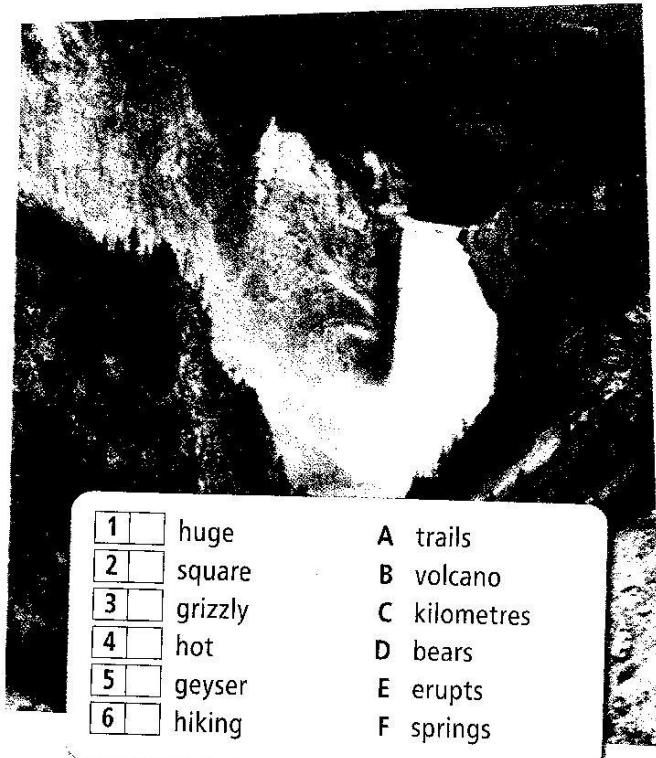 1 huge A trails
2 square B volcano
3 grizzly C kilometres
4 hot D bears
5 geyser E erupts
6 hiking F springs